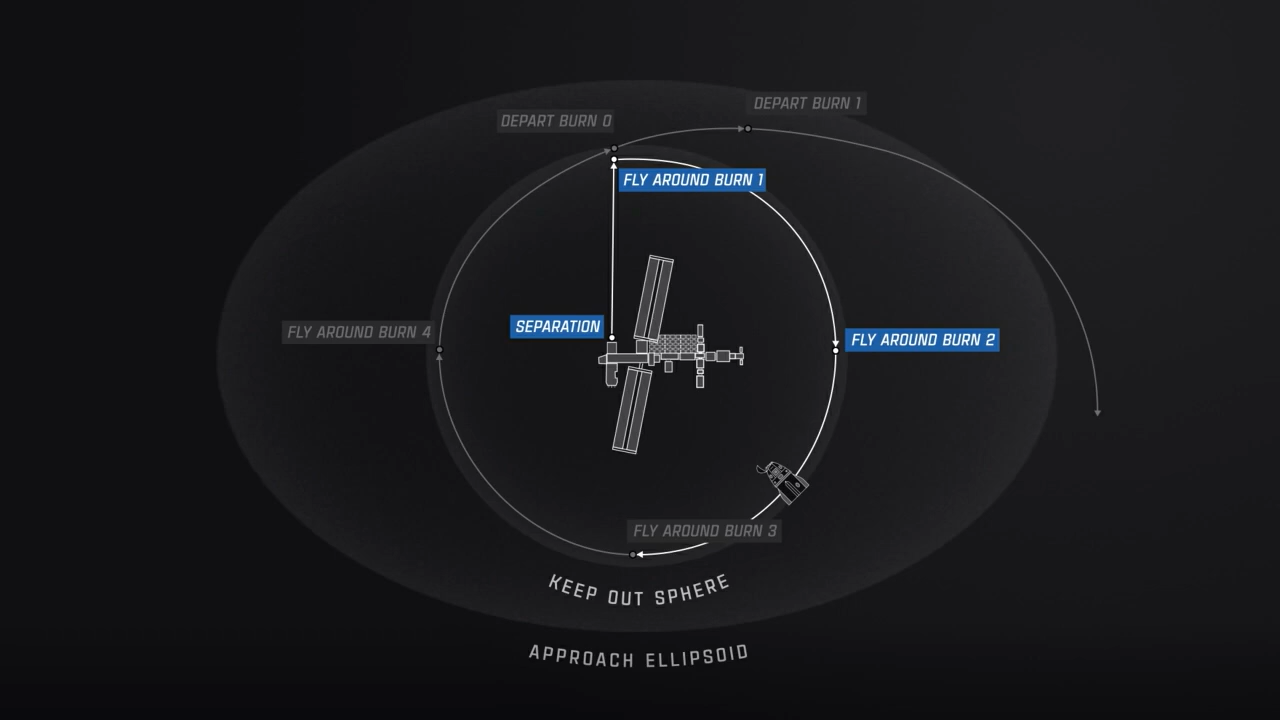 DEPART BURN 1
DEPART BURN 0
FLY AROUND BURN 1
SEPARATION
FLY AROUND BURN 4
FLY AROUND BURN 2
FLY AROUND BURN 3
KEEP OUT SPHERE
APPROACH ELLIPSOID